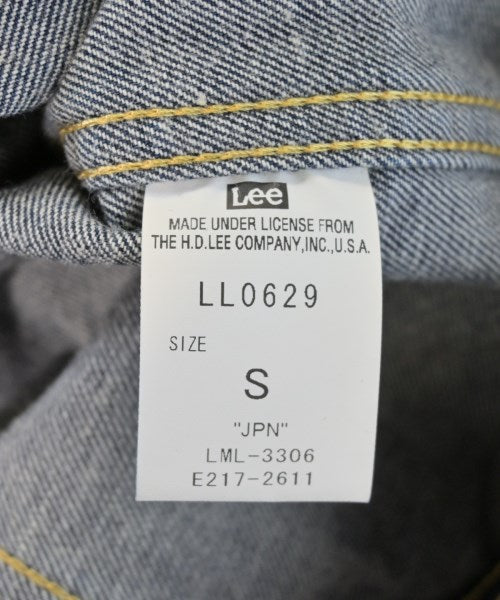 Lee
MADE UNDER LICENSE FROM
THE H.D.LEE COMPANY,INC.,U.S.A.
LL0629
SIZE
S
"JPN"
LML-3306
E217-2611